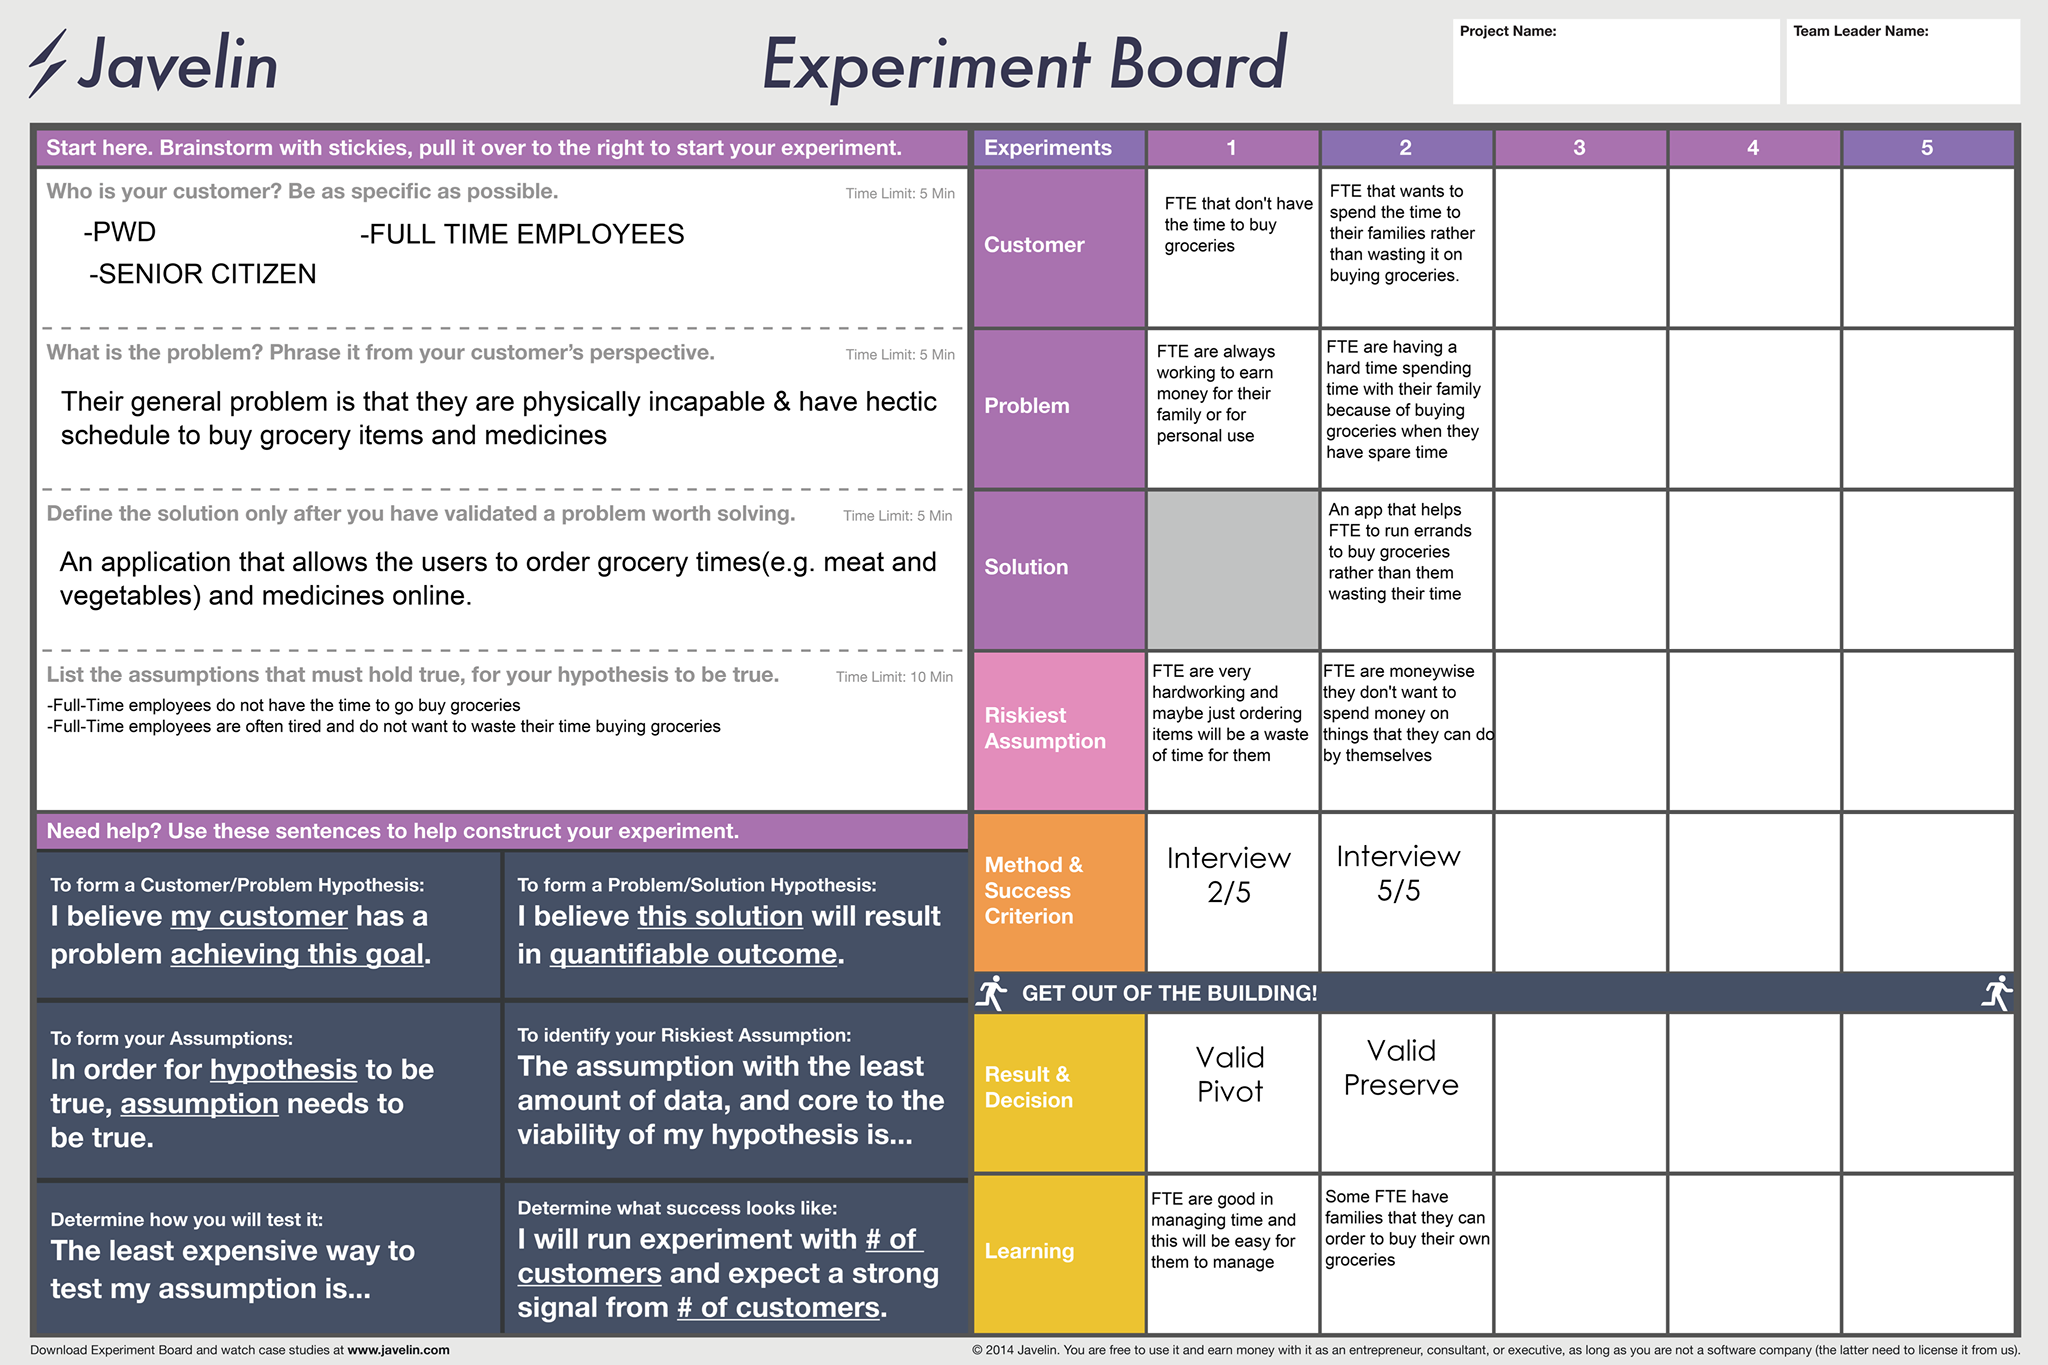 Javelin
Experiment Board
Project Name:
Team Leader Name:
Start here. Brainstorm with stickies, pull it over to the right to start your experiment.
Who is your customer? Be as specific as possible.
Time Limit: 5 Min
-PWD
-FULL TIME EMPLOYEES
-SENIOR CITIZEN
What is the problem? Phrase it from your customer's perspective.
Time Limit: 5 Min
Their general problem is that they are physically incapable & have hectic
schedule to buy grocery items and medicines
Define the solution only after you have validated a problem worth solving.
Time Limit: 5 Min
An application that allows the users to order grocery times(e.g. meat and
vegetables) and medicines online.
List the assumptions that must hold true, for your hypothesis to be true.
Time Limit: 10 Min
-Full-Time employees do not have the time to go buy groceries
-Full-Time employees are often tired and do not want to waste their time buying groceries
Need help? Use these sentences to help construct your experiment.
To form a Customer/Problem Hypothesis:
I believe my customer has a
problem achieving this goal.
To form a Problem/Solution Hypothesis:
I believe this solution will result
in quantifiable outcome.
To form your Assumptions:
In order for hypothesis to be
true, assumption needs to
be true.
To identify your Riskiest Assumption:
The assumption with the least
amount of data, and core to the
viability of my hypothesis is...
Determine how you will test it:
The least expensive way to
test my assumption is...
Determine what success looks like:
I will run experiment with # of
customers and expect a strong
signal from # of customers.
Experiments
1
2
3
4
5
Customer
FTE that don't have
the time to buy
groceries
FTE that wants to
spend the time to
their families rather
than wasting it on
buying groceries.
Problem
FTE are always
working to earn
money for their
family or for
personal use
FTE are having a
hard time spending
time with their family
because of buying
groceries when they
have spare time
Solution
An app that helps
FTE to run errands
to buy groceries
rather than them
wasting their time
Riskiest
Assumption
FTE are very
hardworking and
maybe just ordering
items will be a waste
of time for them
FTE are moneywise
they don't want to
spend money on
things that they can do
by themselves
Method &
Success
Criterion
Interview
2/5
Interview
5/5
GET OUT OF THE BUILDING!
Result &
Decision
Valid
Pivot
Valid
Preserve
Learning
FTE are good in
managing time and
this will be easy for
them to manage
Some FTE have
families that they can
order to buy their own
groceries
Download Experiment Board and watch case studies at www.javelin.com
© 2014 Javelin. You are free to use it and earn money with it as an entrepreneur, consultant, or executive, as long as you are not a software company (the latter need to license it from us).